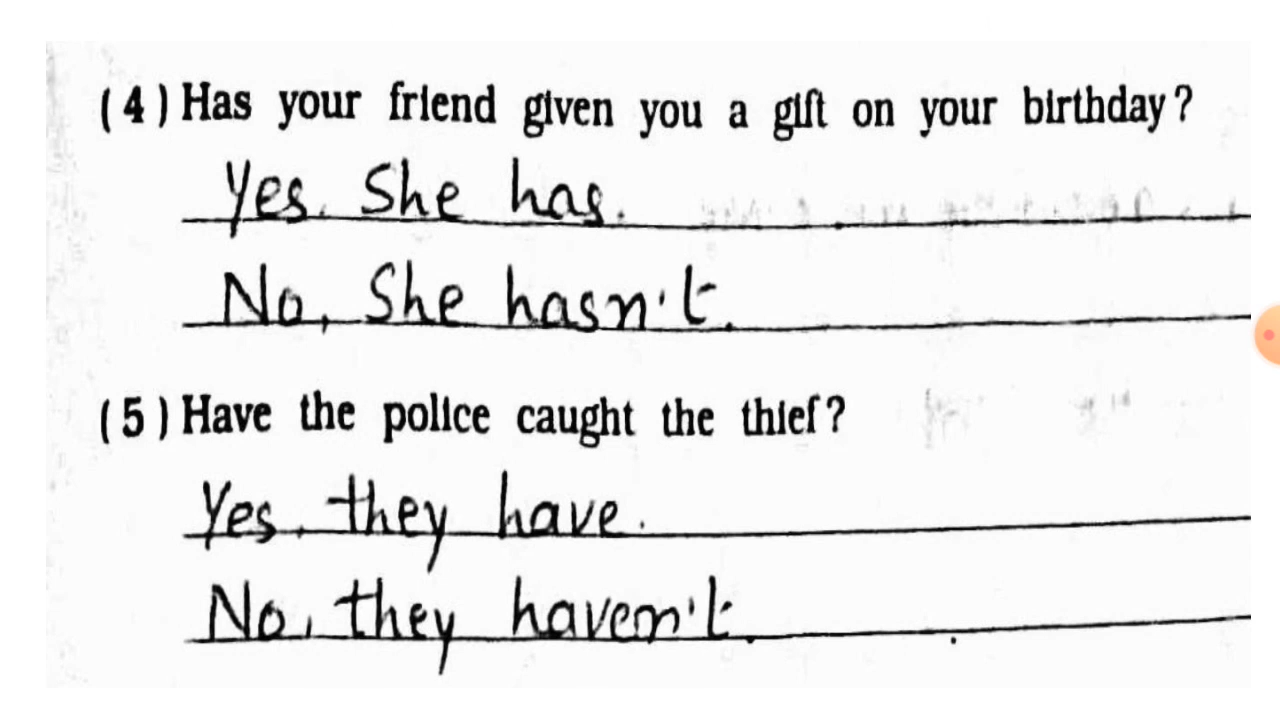 (4) Has your friend given you a gift on your birthday?
Yes. She has.
No, She hasn't.
(5) Have the police caught the thief?
Yes, they have.
No, they haven't.